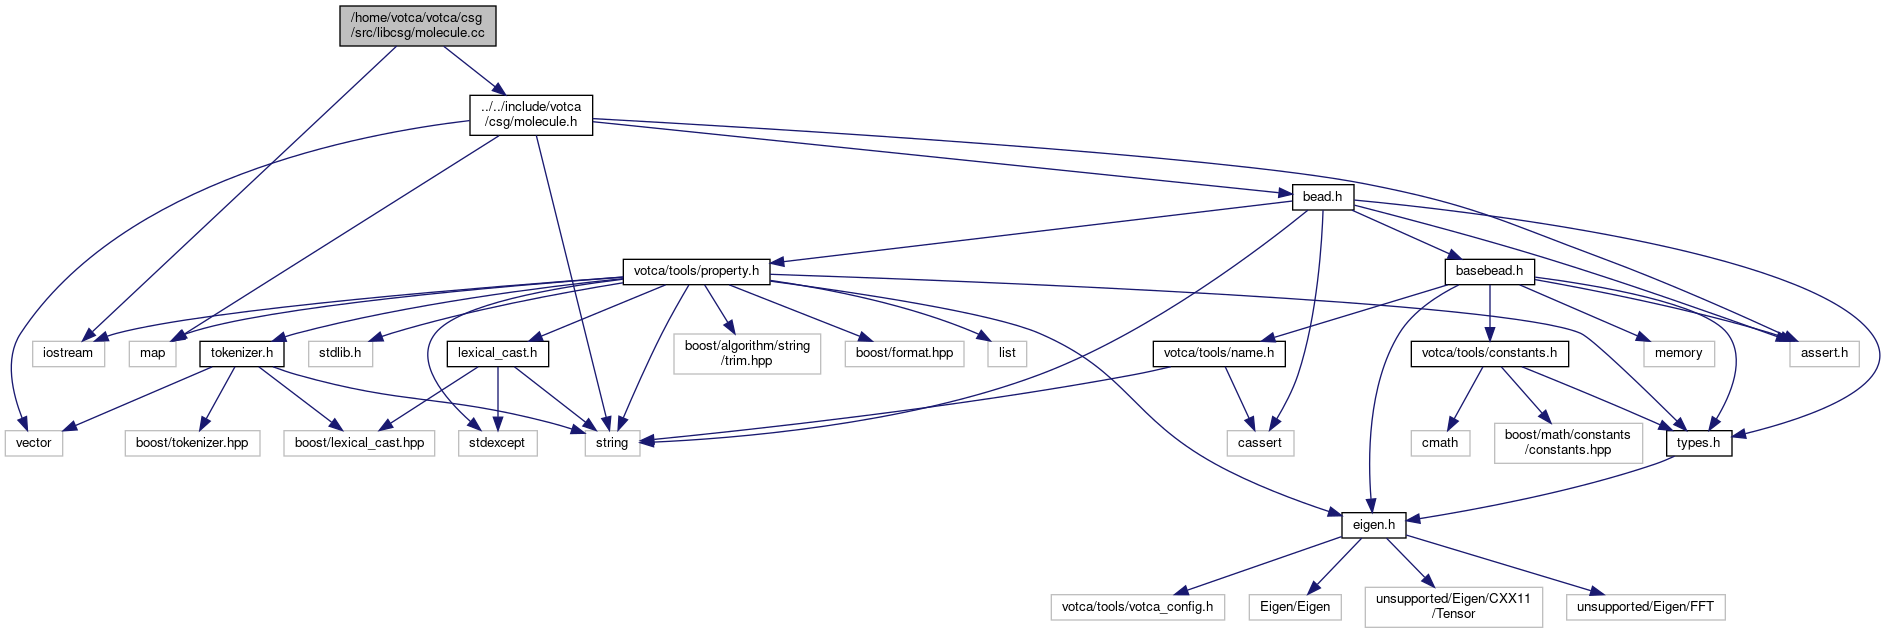 /home/votca/votca/csg
/src/libcsg/molecule.cc
../../include/votca
/csg/molecule.h
bead.h
votca/tools/property.h
basebead.h
iostream
map
tokenizer.h
stdlib.h
lexical_cast.h
boost/algorithm/string
/trim.hpp
boost/format.hpp
list
votca/tools/name.h
votca/tools/constants.h
memory
assert.h
vector
boost/tokenizer.hpp
boost/lexical_cast.hpp
stdexcept
string
cassert
cmath
boost/math/constants
/constants.hpp
types.h
eigen.h
votca/tools/votca_config.h
Eigen/Eigen
unsupported/Eigen/CXX11
/Tensor
unsupported/Eigen/FFT